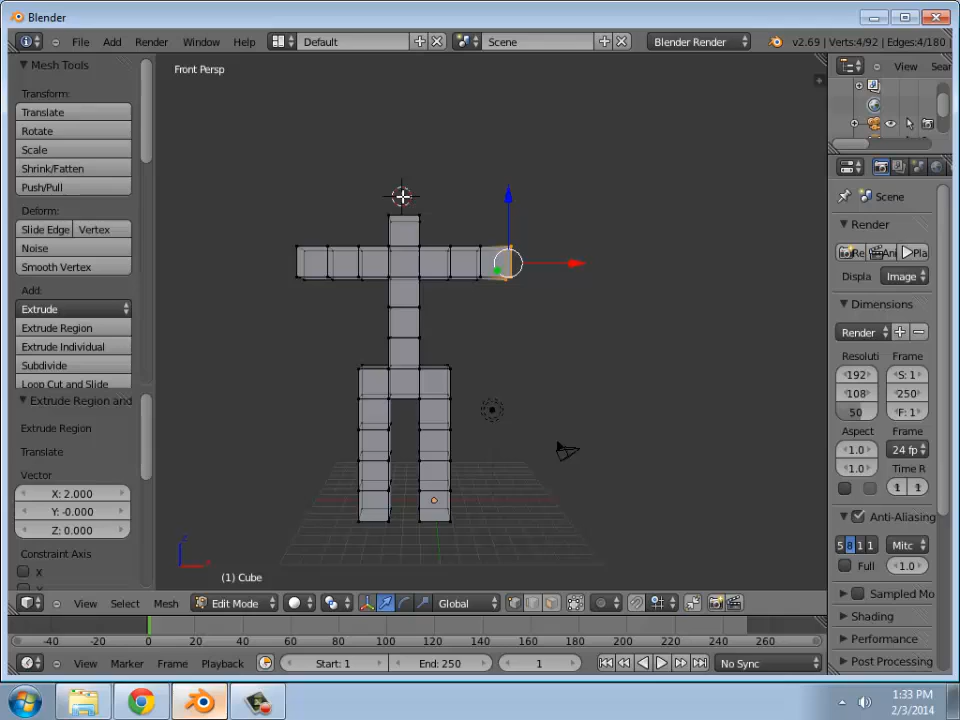 Blender
File Add Render Window Help Default Scene Blender Render v2.69 | Verts:4/92 | Edges:4/180
Mesh Tools
Front Persp
View
Transform:
Translate
Rotate
Scale
Shrink/Fatten
Push/Pull
Deform:
Slide Edge Vertex
Noise
Smooth Vertex
Add:
Extrude
Extrude Region
Extrude Individual
Subdivide
Loop Cut and Slide
Extrude Region and
Extrude Region
Translate
Vector
X: 2.000
Y: -0.000
Z: 0.000
Constraint Axis
X
(1) Cube
Scene
Render
Displa Image
Dimensions
Render
Resoluti Frame
192 S: 1
108 250
50 F: 1
Aspect Frame
1.0 24 fp
1.0 Time R
1 1
Anti-Aliasing
5 8 1 1 Mitc
Full 1.0
Sampled Mo
Shading
Performance
Post Processing
View Select Mesh Edit Mode Global
-40 -20 0 20 40 60 80 100 120 140 160 180 200 220 240 260
View Marker Frame Playback Start: 1 End: 250 1 No Sync
1:33 PM
2/3/2014